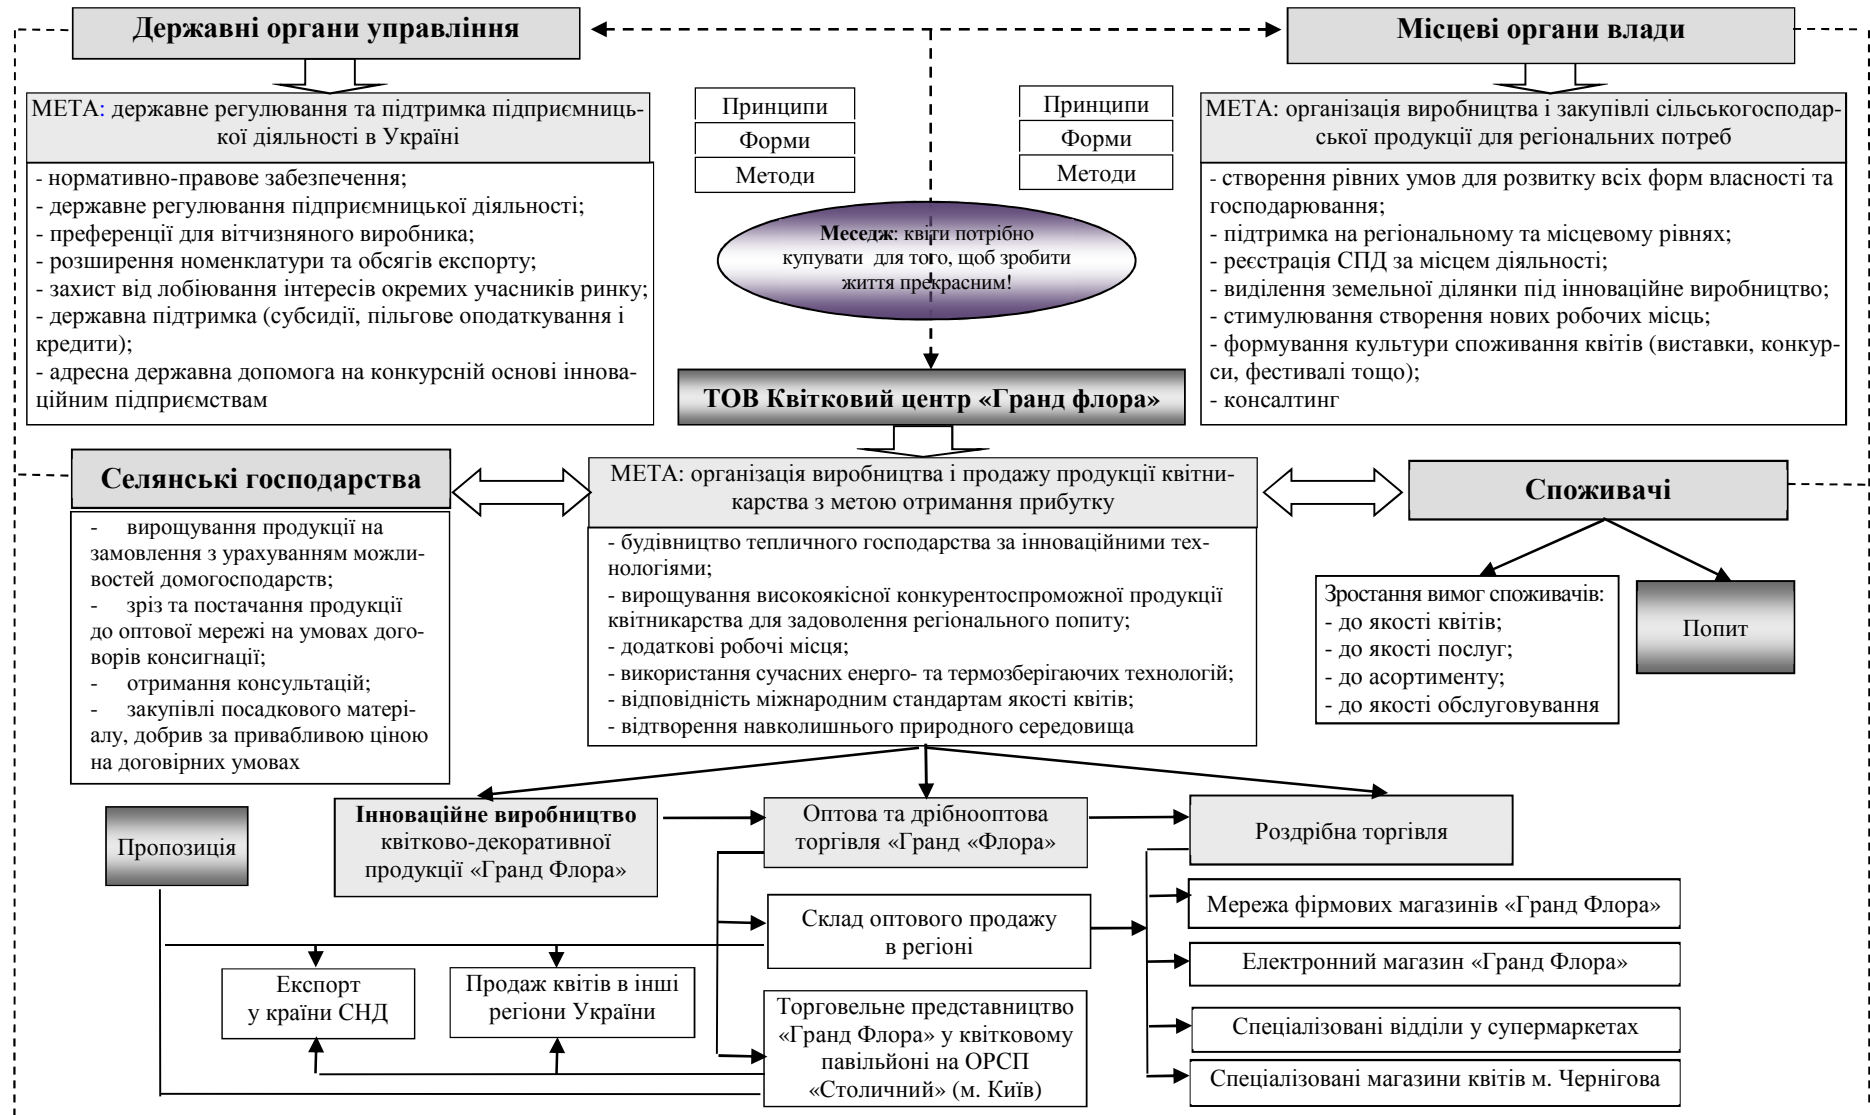 Державні органи управління
Місцеві органи влади
МЕТА: державне регулювання та підтримка підприємниць-
кої діяльності в Україні
- нормативно-правове забезпечення;
- державне регулювання підприємницької діяльності;
- преференції для вітчизняного виробника;
- розширення номенклатури та обсягів експорту;
- захист від лобіювання інтересів окремих учасників ринку;
- державна підтримка (субсидії, пільгове оподаткування і
кредити);
- адресна державна допомога на конкурсній основі іннова-
ційним підприємствам
Принципи
Форми
Методи
Принципи
Форми
Методи
МЕТА: організація виробництва і закупівлі сільськогосподар-
ської продукції для регіональних потреб
- створення рівних умов для розвитку всіх форм власності та
господарювання;
- підтримка на регіональному та місцевому рівнях;
- реєстрація СПД за місцем діяльності;
- виділення земельної ділянки під інноваційне виробництво;
- стимулювання створення нових робочих місць;
- формування культури споживання квітів (виставки, конкур-
си, фестивалі тощо);
- консалтинг
Меседж: квіти потрібно
купувати для того, щоб зробити
життя прекрасним!
ТОВ Квітковий центр «Гранд флора»
Селянські господарства
- вирощування продукції на
замовлення з урахуванням можли-
востей домогосподарств;
- зріз та постачання продукції
до оптової мережі на умовах дого-
ворів консигнації;
- отримання консультацій;
- закупівлі посадкового матері-
алу, добрив за привабливою ціною
на договірних умовах
МЕТА: організація виробництва і продажу продукції квітни-
карства з метою отримання прибутку
- будівництво тепличного господарства за інноваційними тех-
нологіями;
- вирощування високоякісної конкурентоспроможної продукції
квітникарства для задоволення регіонального попиту;
- додаткові робочі місця;
- використання сучасних енерго- та термозберігаючих технологій;
- відповідність міжнародним стандартам якості квітів;
- відтворення навколишнього природного середовища
Споживачі
Зростання вимог споживачів:
- до якості квітів;
- до якості послуг;
- до асортименту;
- до якості обслуговування
Попит
Пропозиція
Інноваційне виробництво
квітково-декоративної
продукції «Гранд Флора»
Оптова та дрібнооптова
торгівля «Гранд «Флора»
Роздрібна торгівля
Склад оптового продажу
в регіоні
Мережа фірмових магазинів «Гранд Флора»
Електронний магазин «Гранд Флора»
Експорт
у країни СНД
Продаж квітів в інші
регіони України
Торговельне представництво
«Гранд Флора» у квітковому
павільйоні на ОРСП
«Столичний» (м. Київ)
Спеціалізовані відділи у супермаркетах
Спеціалізовані магазини квітів м. Чернігова